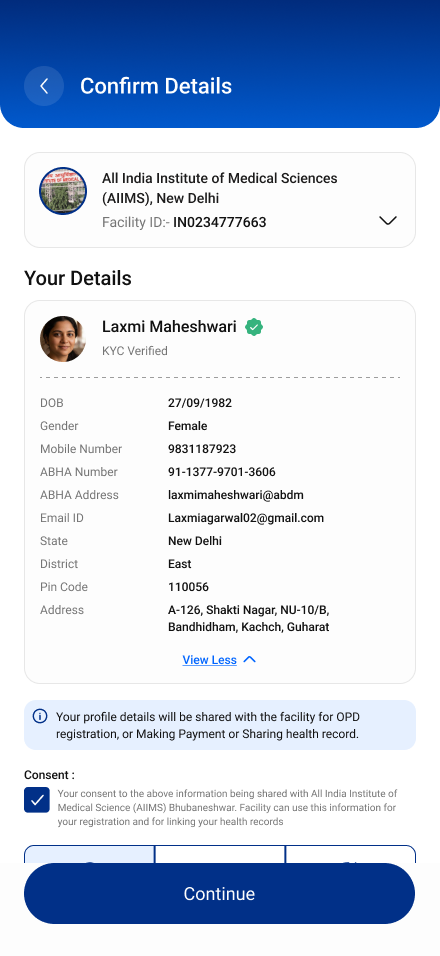 Confirm Details
All India Institute of Medical Sciences
(AIIMS), New Delhi
Facility ID:- IN0234777663
Your Details
Laxmi Maheshwari
KYC Verified
DOB 27/09/1982
Gender Female
Mobile Number 9831187923
ABHA Number 91-1377-9701-3606
ABHA Address laxmimaheshwari@abdm
Email ID Laxmiagarwal02@gmail.com
State New Delhi
District East
Pin Code 110056
Address A-126, Shakti Nagar, NU-10/B,
Bandhidham, Kachch, Guharat
View Less
Your profile details will be shared with the facility for OPD
registration, or Making Payment or Sharing health record.
Consent :
Your consent to the above information being shared with All India Institute of
Medical Science (AIIMS) Bhubaneshwar. Facility can use this information for
your registration and for linking your health records
Continue